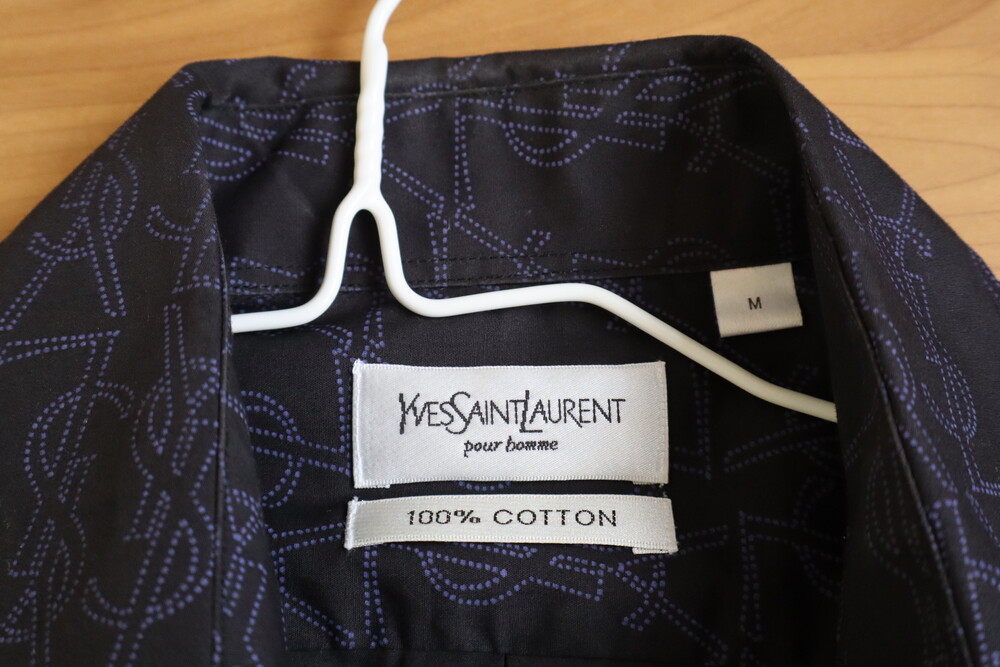 M
YVESSAINTLAURENT
pour homme
100% COTTON